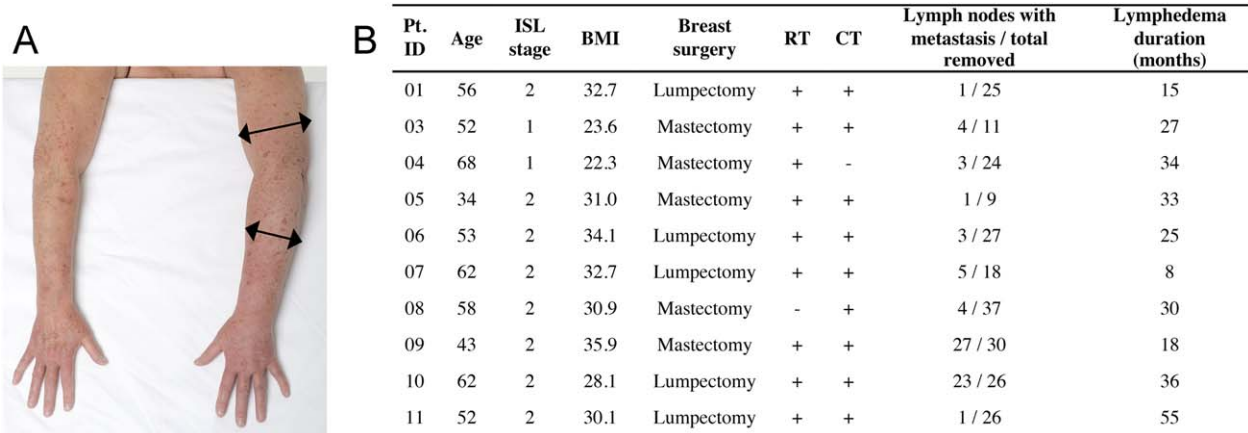 A
B
Pt. ID Age ISL stage BMI Breast surgery RT CT Lymph nodes with metastasis / total removed Lymphedema duration (months)
01 56 2 32.7 Lumpectomy + + 1 / 25 15
03 52 1 23.6 Mastectomy + + 4 / 11 27
04 68 1 22.3 Mastectomy + - 3 / 24 34
05 34 2 31.0 Mastectomy + + 1 / 9 33
06 53 2 34.1 Lumpectomy + + 3 / 27 25
07 62 2 32.7 Lumpectomy + + 5 / 18 8
08 58 2 30.9 Mastectomy - + 4 / 37 30
09 43 2 35.9 Mastectomy + + 27 / 30 18
10 62 2 28.1 Lumpectomy + + 23 / 26 36
11 52 2 30.1 Lumpectomy + + 1 / 26 55